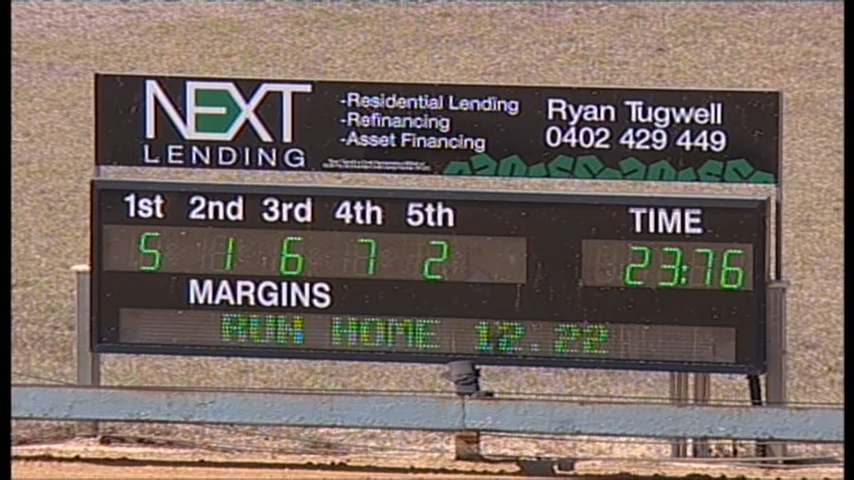 NEXT
LENDING
-Residential Lending
-Refinancing
-Asset Financing
Ryan Tugwell
0402 429 449
1st 2nd 3rd 4th 5th
5 1 6 7 2
TIME
23:76
MARGINS
RUN HOME 12.22